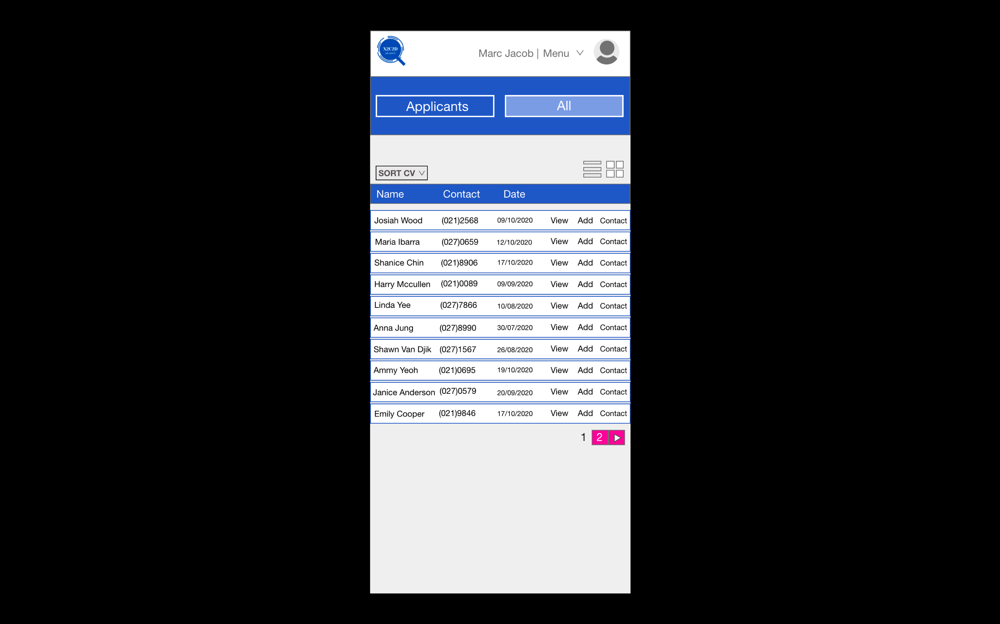 X2C2D
job search
Marc Jacob | Menu
Applicants All
SORT CV
Name Contact Date
Josiah Wood (021)2568 09/10/2020 View Add Contact
Maria Ibarra (027)0659 12/10/2020 View Add Contact
Shanice Chin (021)8906 17/10/2020 View Add Contact
Harry Mccullen (021)0089 09/09/2020 View Add Contact
Linda Yee (027)7866 10/08/2020 View Add Contact
Anna Jung (027)8990 30/07/2020 View Add Contact
Shawn Van Djik (027)1567 26/08/2020 View Add Contact
Ammy Yeoh (021)0695 19/10/2020 View Add Contact
Janice Anderson (027)0579 20/09/2020 View Add Contact
Emily Cooper (021)9846 17/10/2020 View Add Contact
1 2